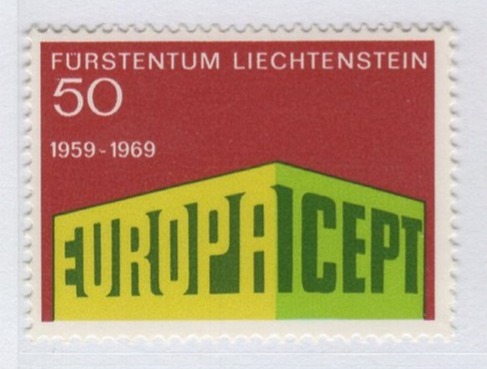 FÜRSTENTUM LIECHTENSTEIN
50
1959-1969
EUROPA CEPT